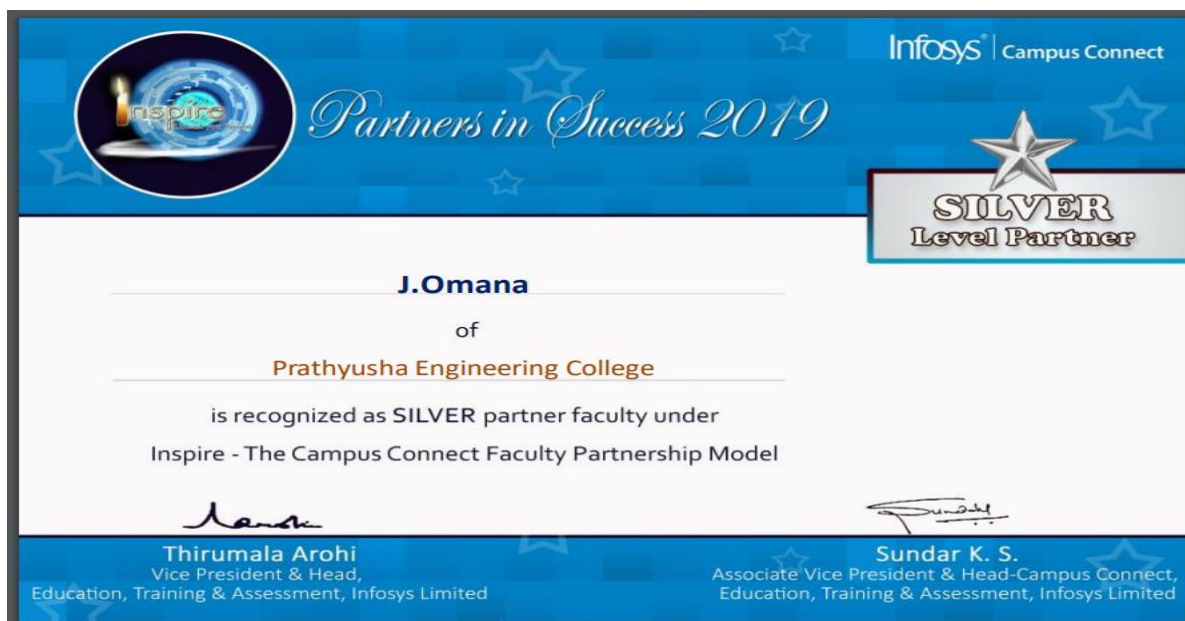 Infosys® | Campus Connect
Inspire
Partners in Success 2019
SILVER
Level Partner
J.Omana
of
Prathyusha Engineering College
is recognized as SILVER partner faculty under
Inspire - The Campus Connect Faculty Partnership Model
Thirumala Arohi
Vice President & Head,
Education, Training & Assessment, Infosys Limited
Sundar K. S.
Associate Vice President & Head-Campus Connect,
Education, Training & Assessment, Infosys Limited